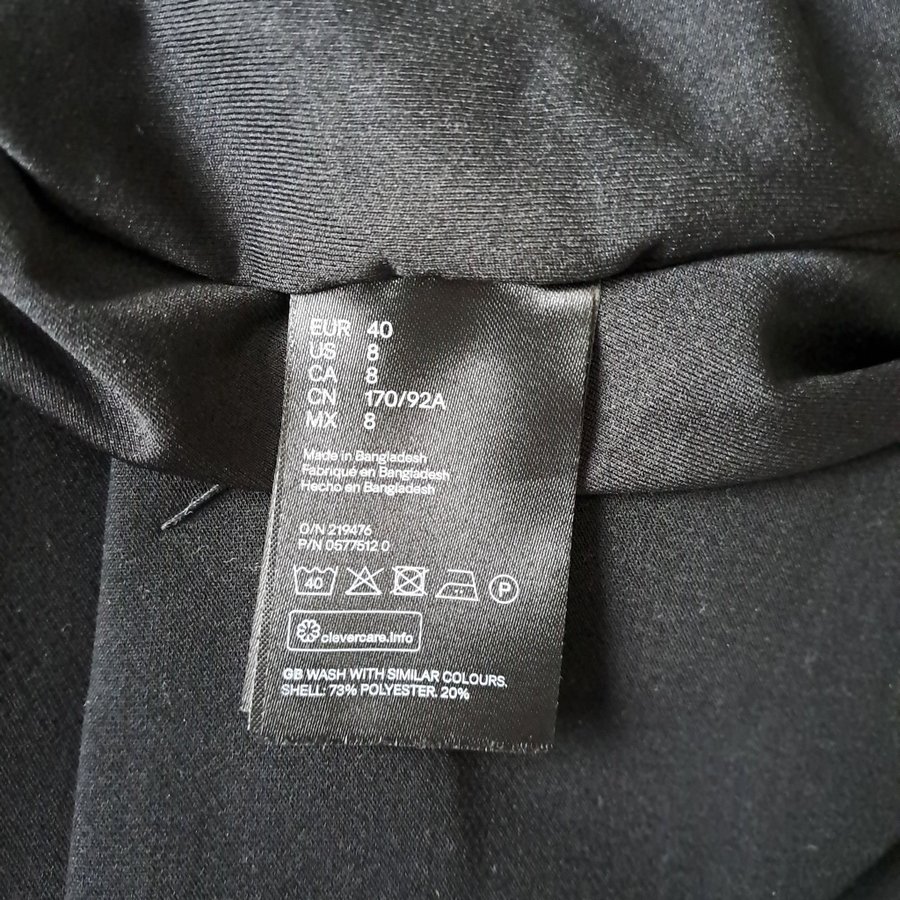 EUR 40
US 8
CA 8
CN 170/92A
MX 8
Made in Bangladesh
Fabriqué en Bangladesh
Hecho en Bangladesh
O/N 219476
P/N 0577512 0
40 P
clevercare.info
GB WASH WITH SIMILAR COLOURS.
SHELL: 73% POLYESTER. 20%